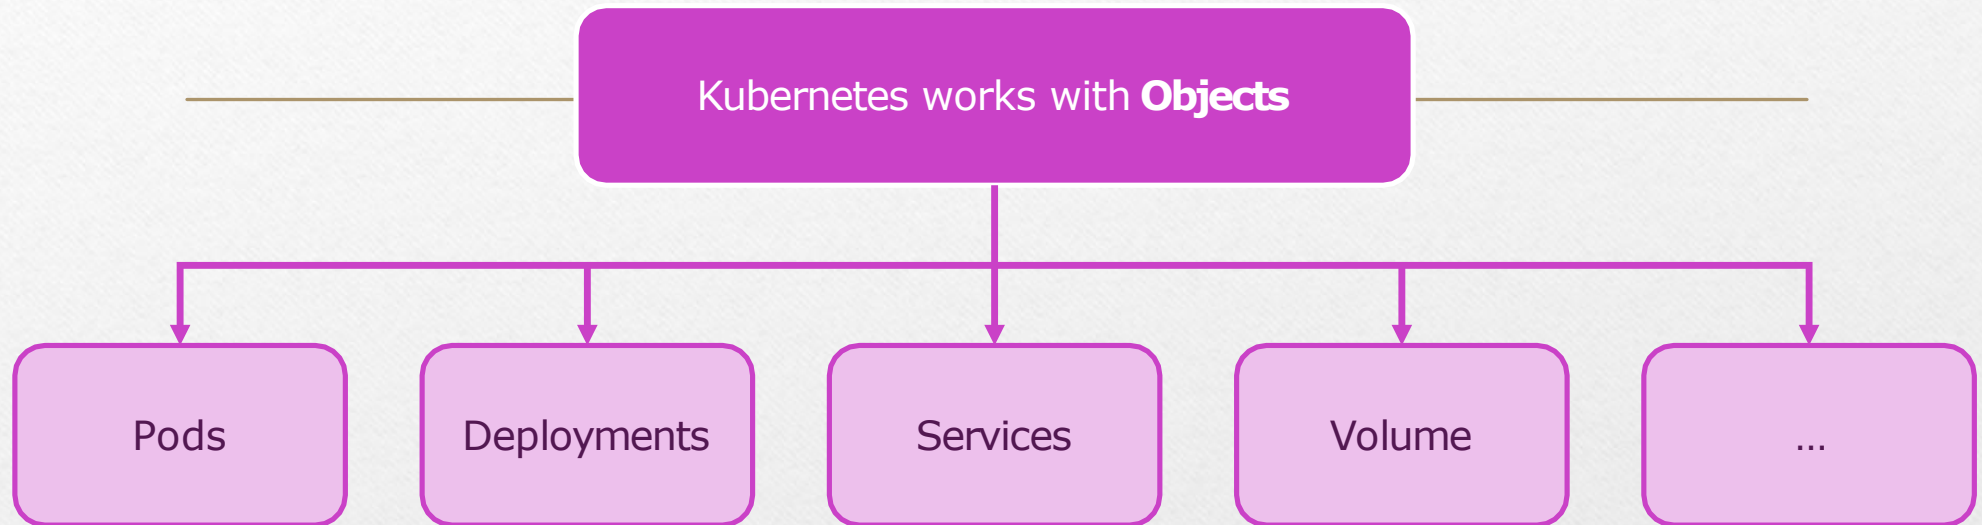 Kubernetes works with Objects
Pods
Deployments
Services
Volume
...